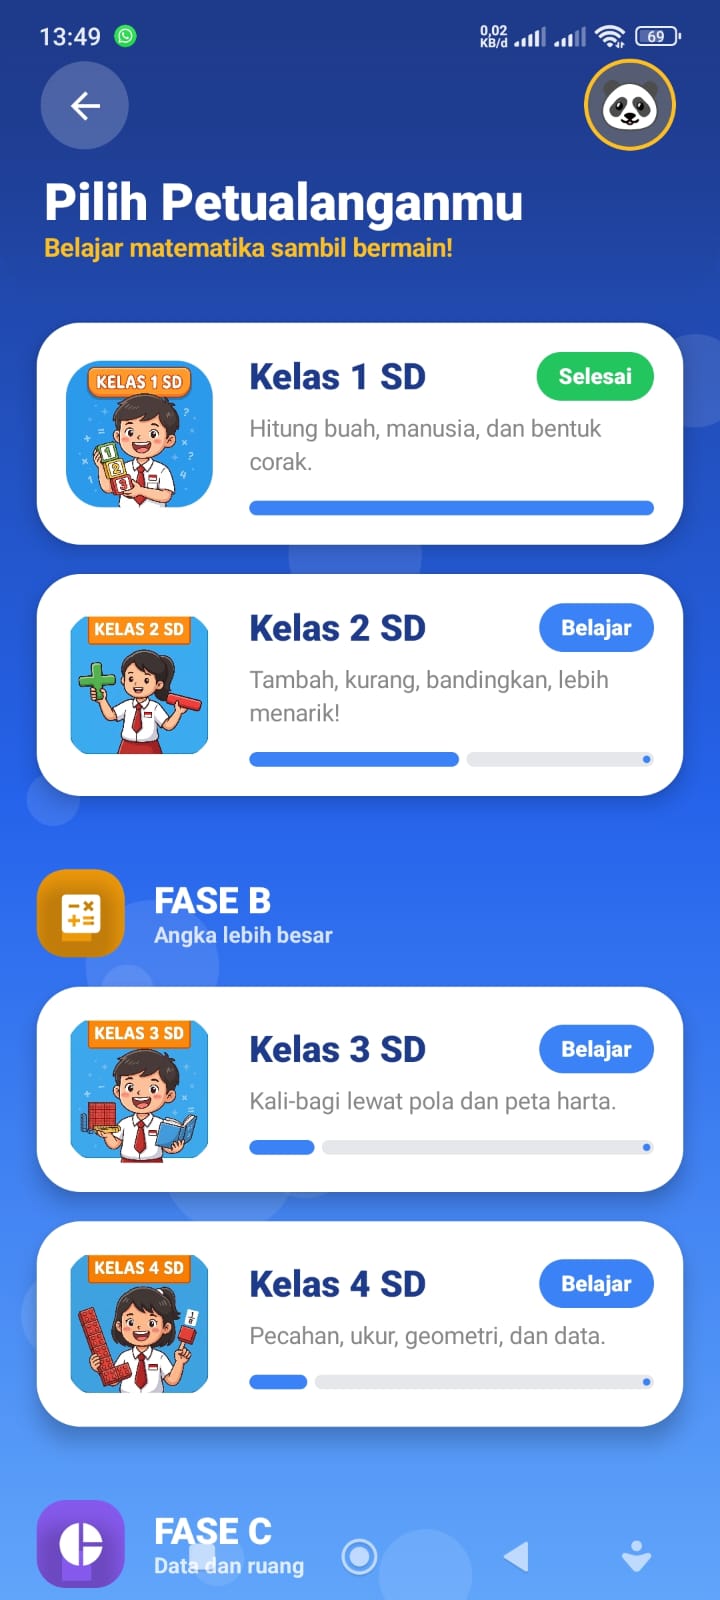 13:49
0,02
KB/d
69
Pilih Petualanganmu
Belajar matematika sambil bermain!
KELAS 1 SD
1
2
3
Kelas 1 SD
Selesai
Hitung buah, manusia, dan bentuk
corak.
KELAS 2 SD
Kelas 2 SD
Belajar
Tambah, kurang, bandingkan, lebih
menarik!
FASE B
Angka lebih besar
KELAS 3 SD
Kelas 3 SD
Belajar
Kali-bagi lewat pola dan peta harta.
KELAS 4 SD
Kelas 4 SD
Belajar
Pecahan, ukur, geometri, dan data.
FASE C
Data dan ruang